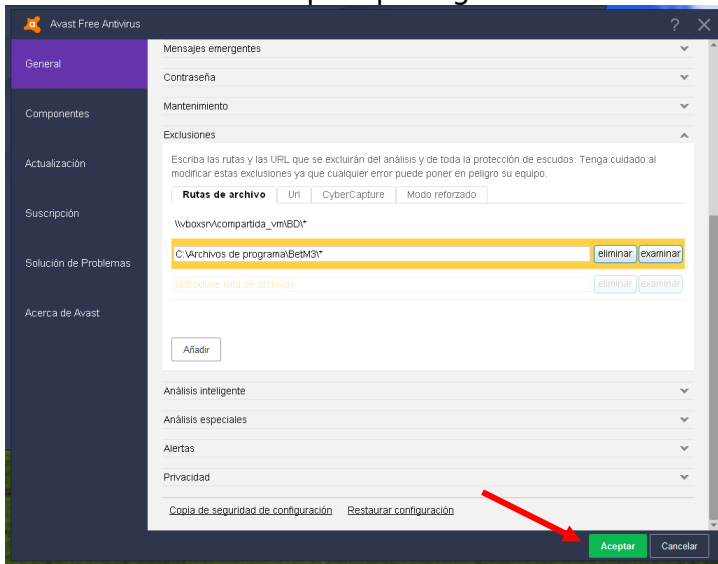 Avast Free Antivirus
?
General
Componentes
Actualización
Suscripción
Solución de Problemas
Acerca de Avast
Mensajes emergentes
Contraseña
Mantenimiento
Exclusiones
Escriba las rutas y las URL que se excluirán del análisis y de toda la protección de escudos. Tenga cuidado al
modificar estas exclusiones ya que cualquier error puede poner en peligro su equipo.
Rutas de archivo Url CyberCapture Modo reforzado
\\vboxsrv\compartida_vm\BD\*
C:\Archivos de programa\BetM3\* eliminar examinar
(Introduce ruta de archivo) eliminar examinar
Añadir
Análisis inteligente
Análisis especiales
Alertas
Privacidad
Copia de seguridad de configuración Restaurar configuración
Aceptar Cancelar